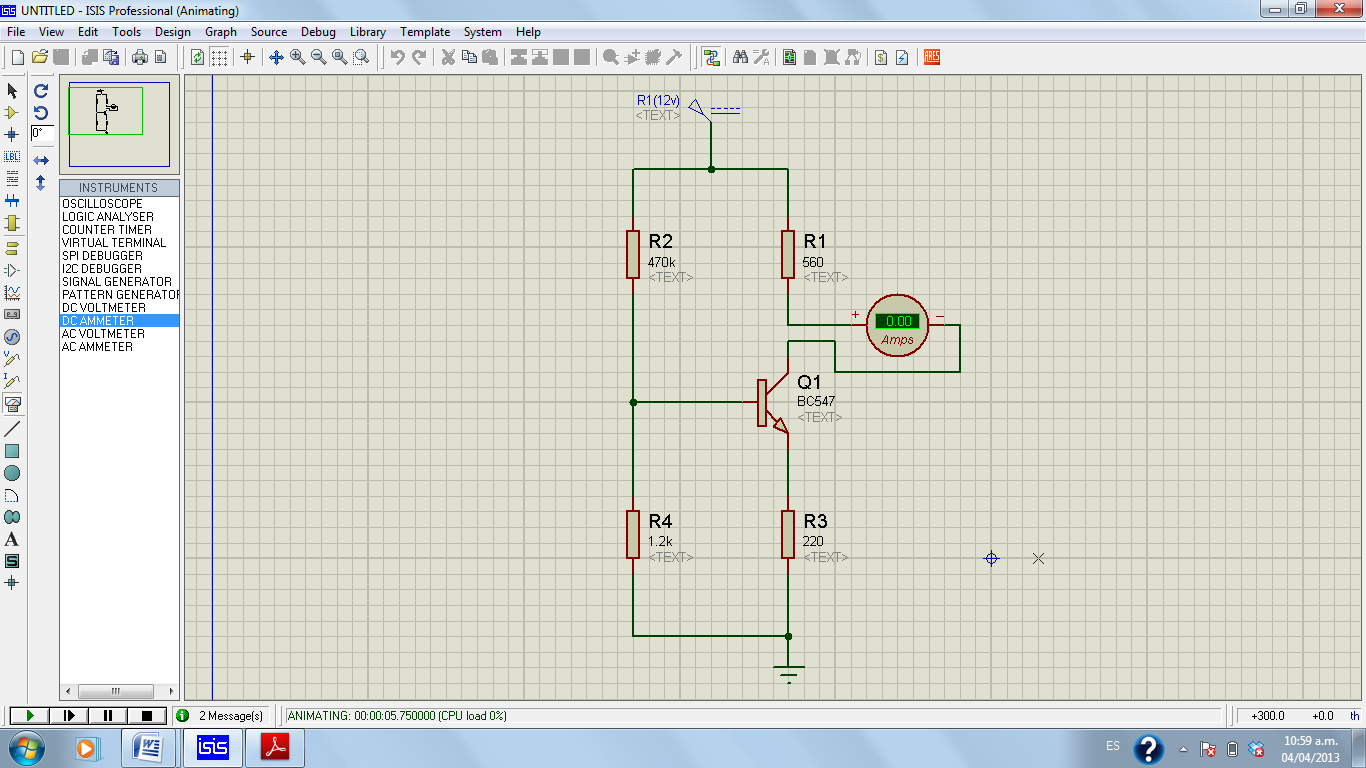 UNTITLED - ISIS Professional (Animating)
File View Edit Tools Design Graph Source Debug Library Template System Help
ARES
0°
LBL
A
S
INSTRUMENTS
OSCILLOSCOPE
LOGIC ANALYSER
COUNTER TIMER
VIRTUAL TERMINAL
SPI DEBUGGER
I2C DEBUGGER
SIGNAL GENERATOR
PATTERN GENERATOR
DC VOLTMETER
DC AMMETER
AC VOLTMETER
AC AMMETER
R1(12v)
<TEXT>
R2
470k
<TEXT>
R1
560
<TEXT>
+ 0.00 −
Amps
Q1
BC547
<TEXT>
R4
1.2k
<TEXT>
R3
220
<TEXT>
2 Message(s)
ANIMATING: 00:00:05.750000 (CPU load 0%)
+300.0 +0.0 th
isis
ES
10:59 a.m.
04/04/2013